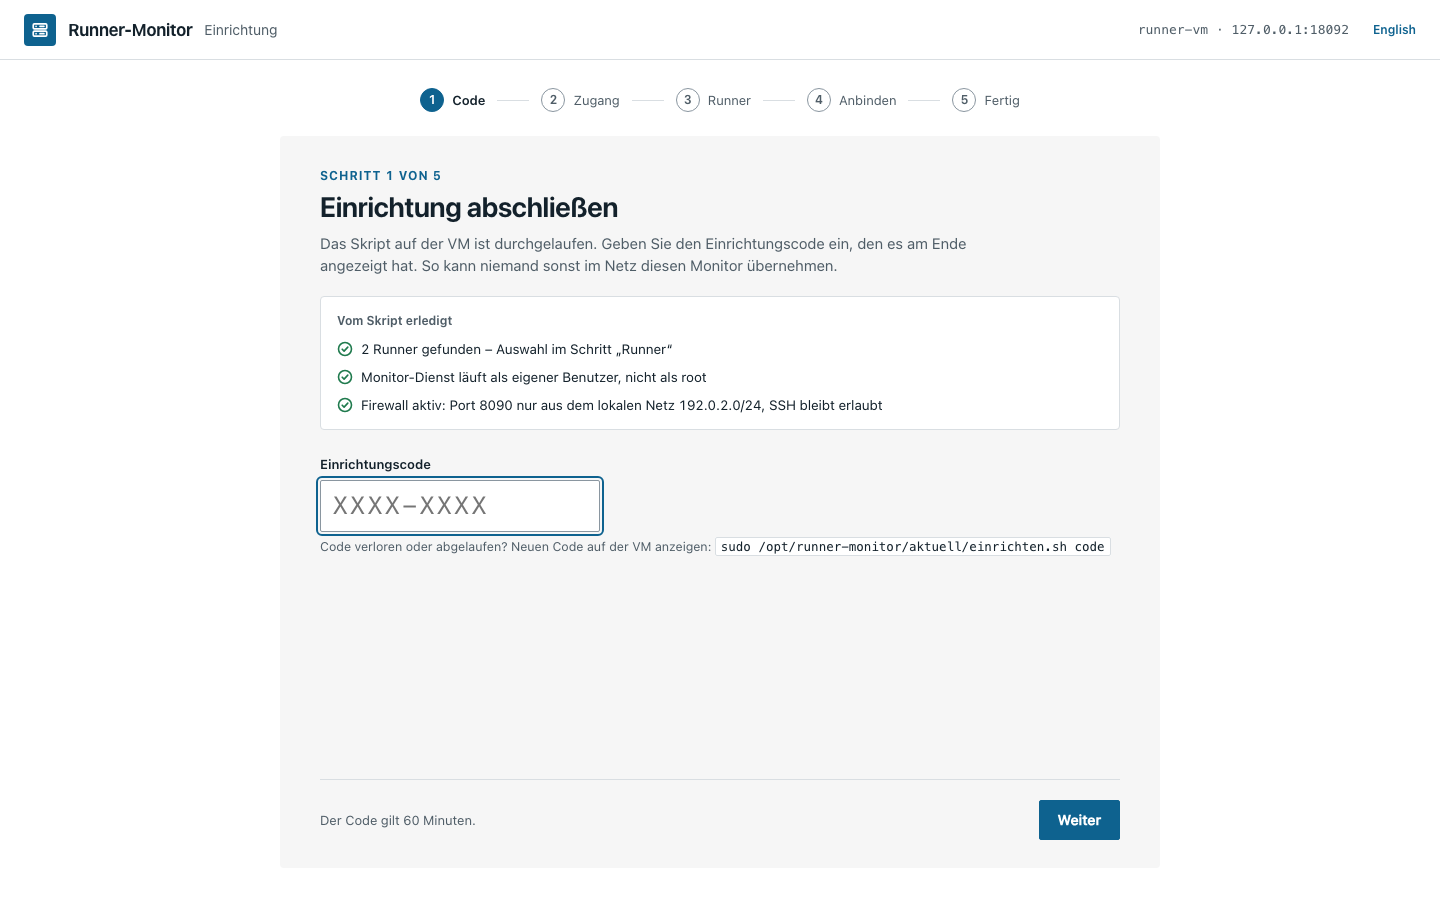 Runner-Monitor Einrichtung
runner-vm · 127.0.0.1:18092 English
1 Code 2 Zugang 3 Runner 4 Anbinden 5 Fertig
SCHRITT 1 VON 5
Einrichtung abschließen
Das Skript auf der VM ist durchgelaufen. Geben Sie den Einrichtungscode ein, den es am Ende
angezeigt hat. So kann niemand sonst im Netz diesen Monitor übernehmen.
Vom Skript erledigt
2 Runner gefunden – Auswahl im Schritt „Runner“
Monitor-Dienst läuft als eigener Benutzer, nicht als root
Firewall aktiv: Port 8090 nur aus dem lokalen Netz 192.0.2.0/24, SSH bleibt erlaubt
Einrichtungscode
XXXX–XXXX
Code verloren oder abgelaufen? Neuen Code auf der VM anzeigen: sudo /opt/runner-monitor/aktuell/einrichten.sh code
Der Code gilt 60 Minuten.
Weiter